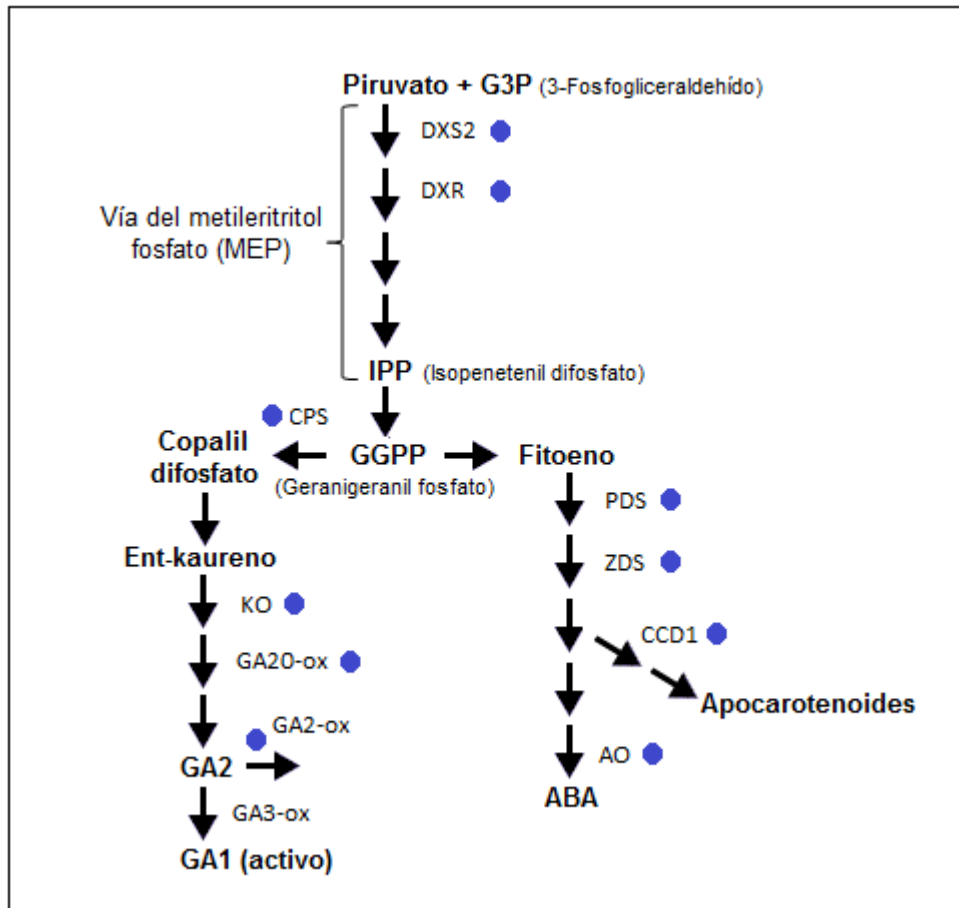 Piruvato + G3P (3-Fosfogliceraldehído)
DXS2
DXR
Vía del metileritritol
fosfato (MEP)
IPP (Isopenetenil difosfato)
CPS
Copalil
difosfato
GGPP
(Geranigeranil fosfato)
Fitoeno
PDS
Ent-kaureno
ZDS
KO
CCD1
GA20-ox
Apocarotenoides
GA2-ox
GA2
AO
ABA
GA3-ox
GA1 (activo)